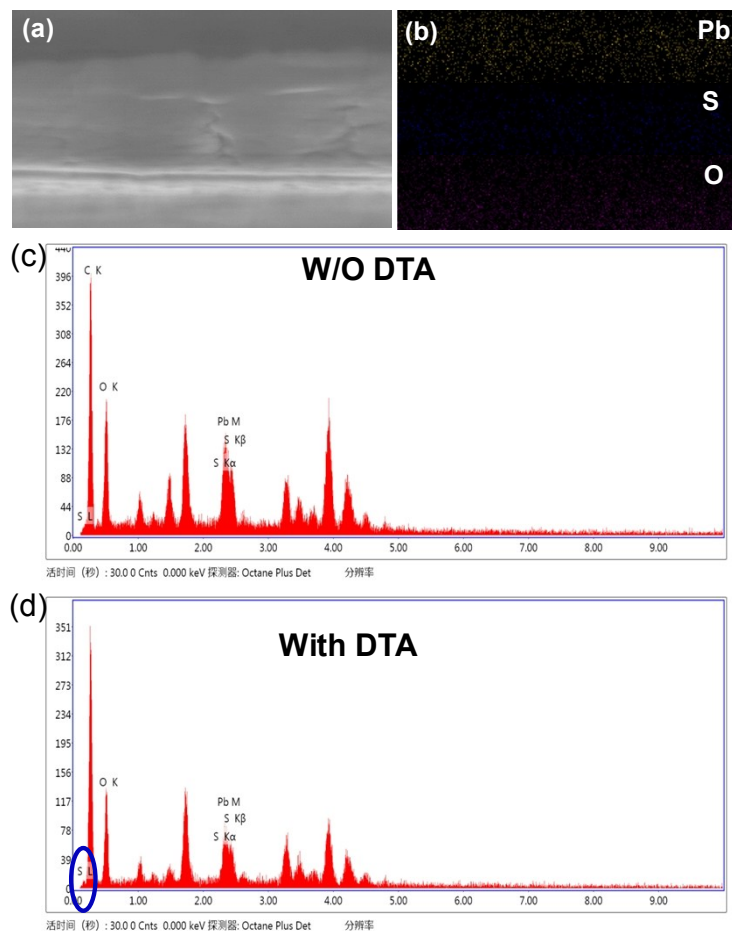 (a)
(b)
Pb
S
O
(c)
W/O DTA
440
C K
396
352
308
264
220
O K
176
Pb M
132
S Kβ
S Kα
88
44
S L
0
0.00 1.00 2.00 3.00 4.00 5.00 6.00 7.00 8.00 9.00
活时间（秒）: 30.0 0 Cnts 0.000 keV 探测器: Octane Plus Det 分辨率
(d)
With DTA
351
312
273
234
195
156
O K
117
Pb M
S Kβ
78
S Kα
39
S L
0
0.00 1.00 2.00 3.00 4.00 5.00 6.00 7.00 8.00 9.00
活时间（秒）: 30.0 0 Cnts 0.000 keV 探测器: Octane Plus Det 分辨率